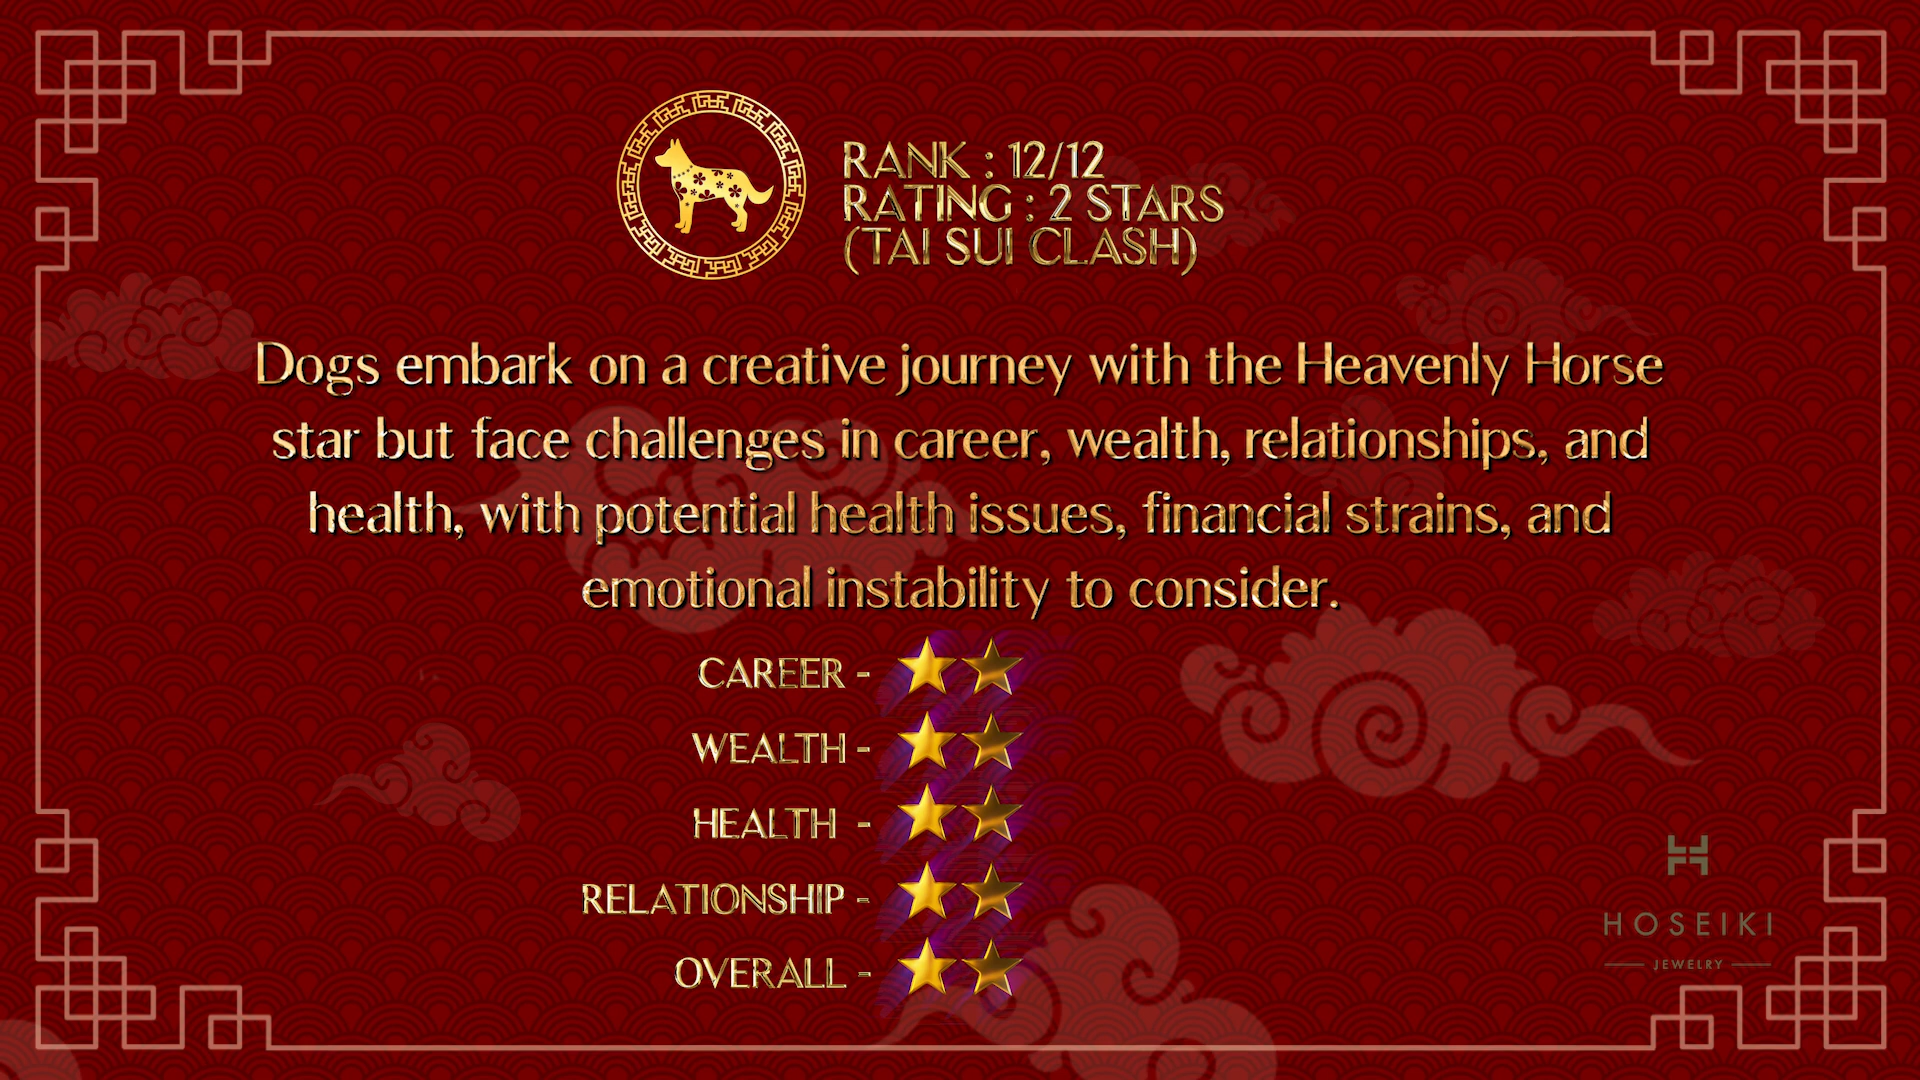 RANK : 12/12
RATING : 2 STARS
(TAI SUI CLASH)
Dogs embark on a creative journey with the Heavenly Horse
star but face challenges in career, wealth, relationships, and
health, with potential health issues, financial strains, and
emotional instability to consider.
CAREER -
WEALTH -
HEALTH -
RELATIONSHIP -
OVERALL -
HOSEIKI
JEWELRY